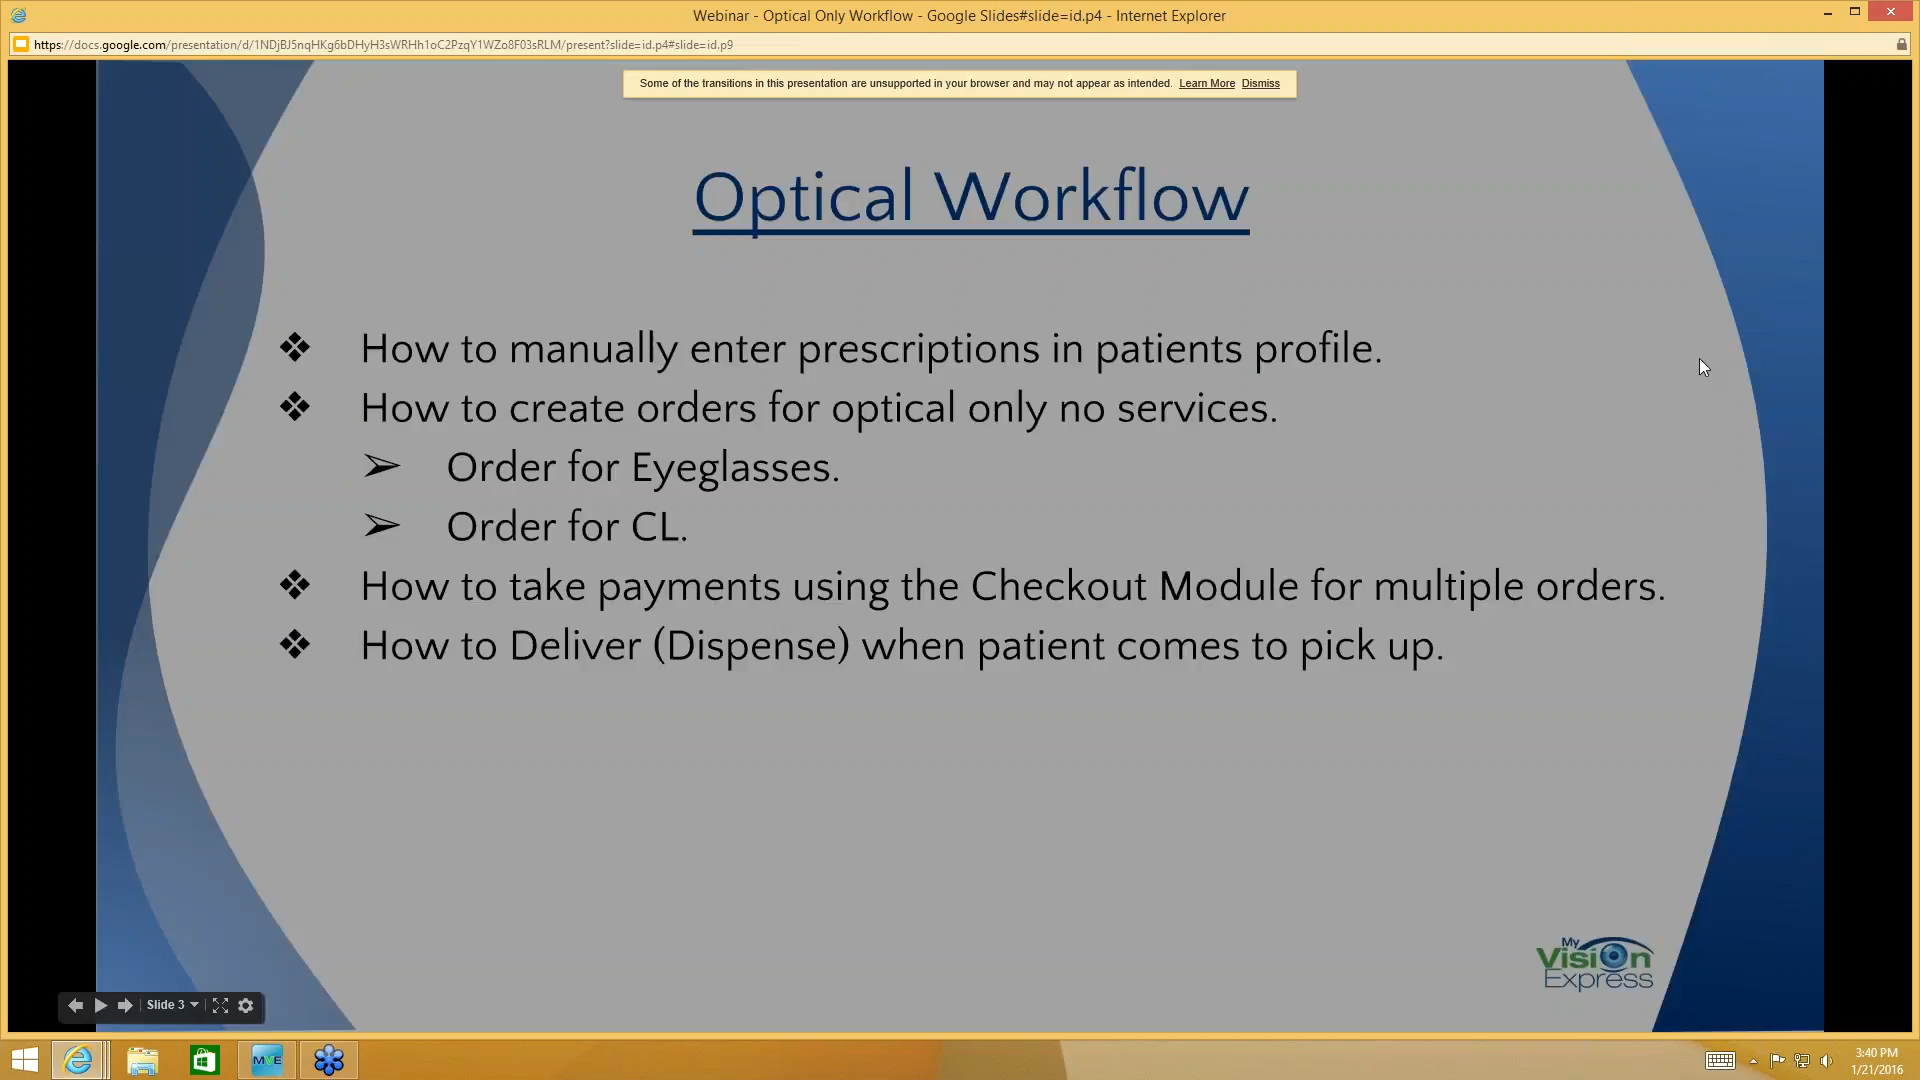 Webinar - Optical Only Workflow - Google Slides#slide=id.p4 - Internet Explorer
https://docs.google.com/presentation/d/1NDjBJ5nqHKg6bDHyH3sWRHh1oC2PzqY1WZo8F03sRLM/present?slide=id.p4#slide=id.p9
Some of the transitions in this presentation are unsupported in your browser and may not appear as intended. Learn More Dismiss
Optical Workflow
❖ How to manually enter prescriptions in patients profile.
❖ How to create orders for optical only no services.
➢ Order for Eyeglasses.
➢ Order for CL.
❖ How to take payments using the Checkout Module for multiple orders.
❖ How to Deliver (Dispense) when patient comes to pick up.
My
Vision
Express
Slide 3
MVE
3:40 PM
1/21/2016